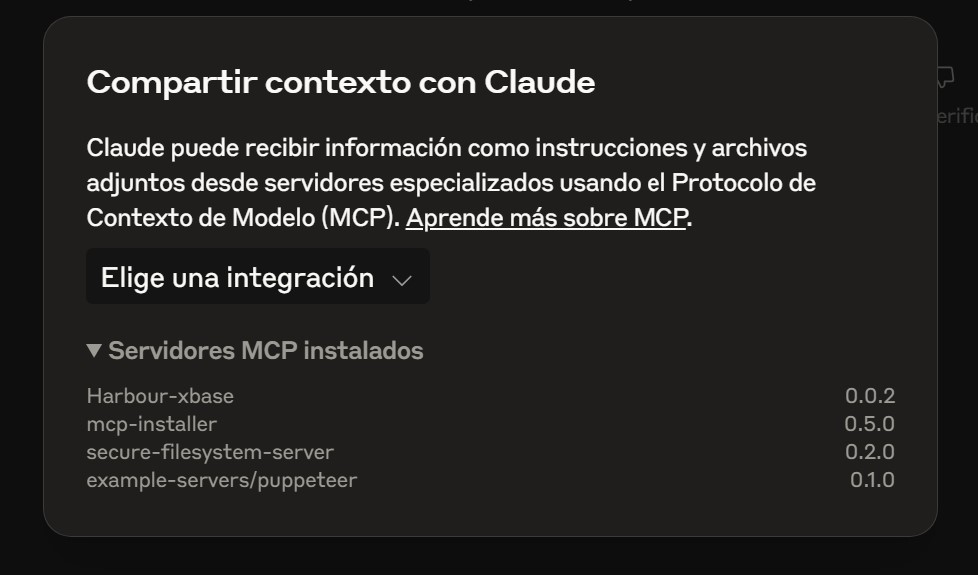 Compartir contexto con Claude
Claude puede recibir información como instrucciones y archivos
adjuntos desde servidores especializados usando el Protocolo de
Contexto de Modelo (MCP). Aprende más sobre MCP.
Elige una integración
Servidores MCP instalados
Harbour-xbase 0.0.2
mcp-installer 0.5.0
secure-filesystem-server 0.2.0
example-servers/puppeteer 0.1.0